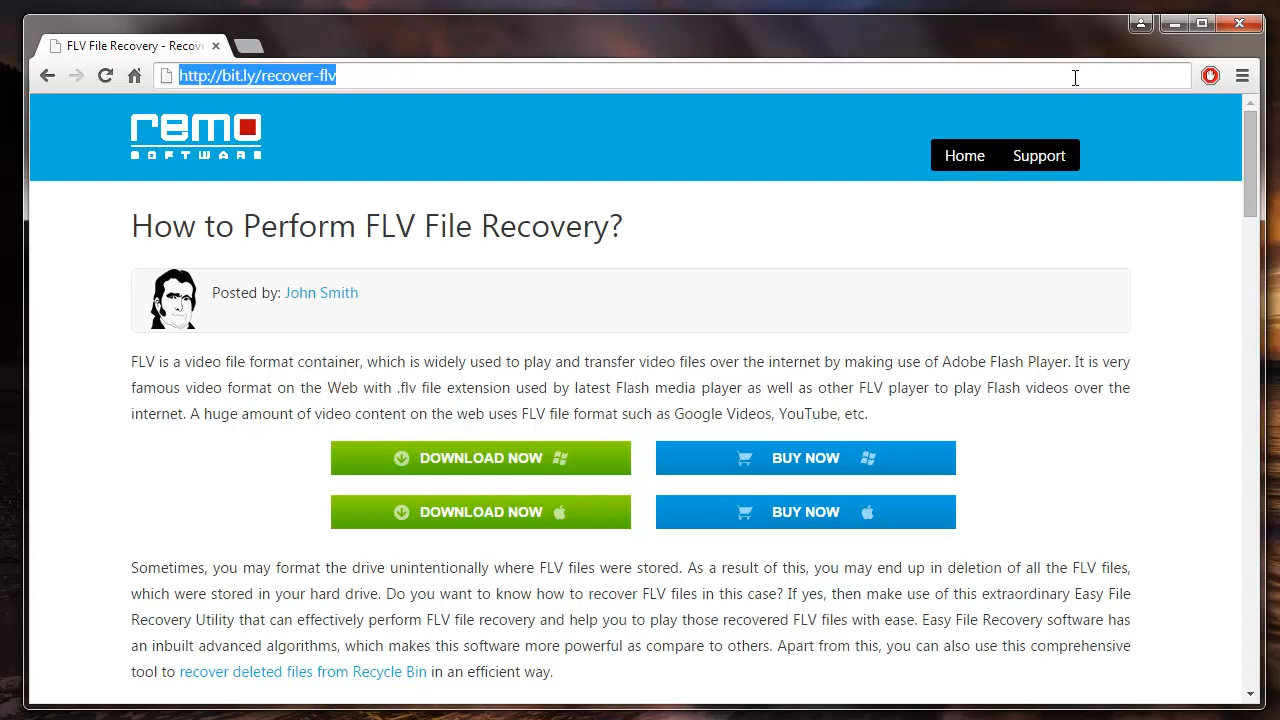 FLV File Recovery - Recov
http://bit.ly/recover-flv
remo
SOFTWARE
Home Support
How to Perform FLV File Recovery?
Posted by: John Smith
FLV is a video file format container, which is widely used to play and transfer video files over the internet by making use of Adobe Flash Player. It is very
famous video format on the Web with .flv file extension used by latest Flash media player as well as other FLV player to play Flash videos over the
internet. A huge amount of video content on the web uses FLV file format such as Google Videos, YouTube, etc.
DOWNLOAD NOW BUY NOW
DOWNLOAD NOW BUY NOW
Sometimes, you may format the drive unintentionally where FLV files were stored. As a result of this, you may end up in deletion of all the FLV files,
which were stored in your hard drive. Do you want to know how to recover FLV files in this case? If yes, then make use of this extraordinary Easy File
Recovery Utility that can effectively perform FLV file recovery and help you to play those recovered FLV files with ease. Easy File Recovery software has
an inbuilt advanced algorithms, which makes this software more powerful as compare to others. Apart from this, you can also use this comprehensive
tool to recover deleted files from Recycle Bin in an efficient way.